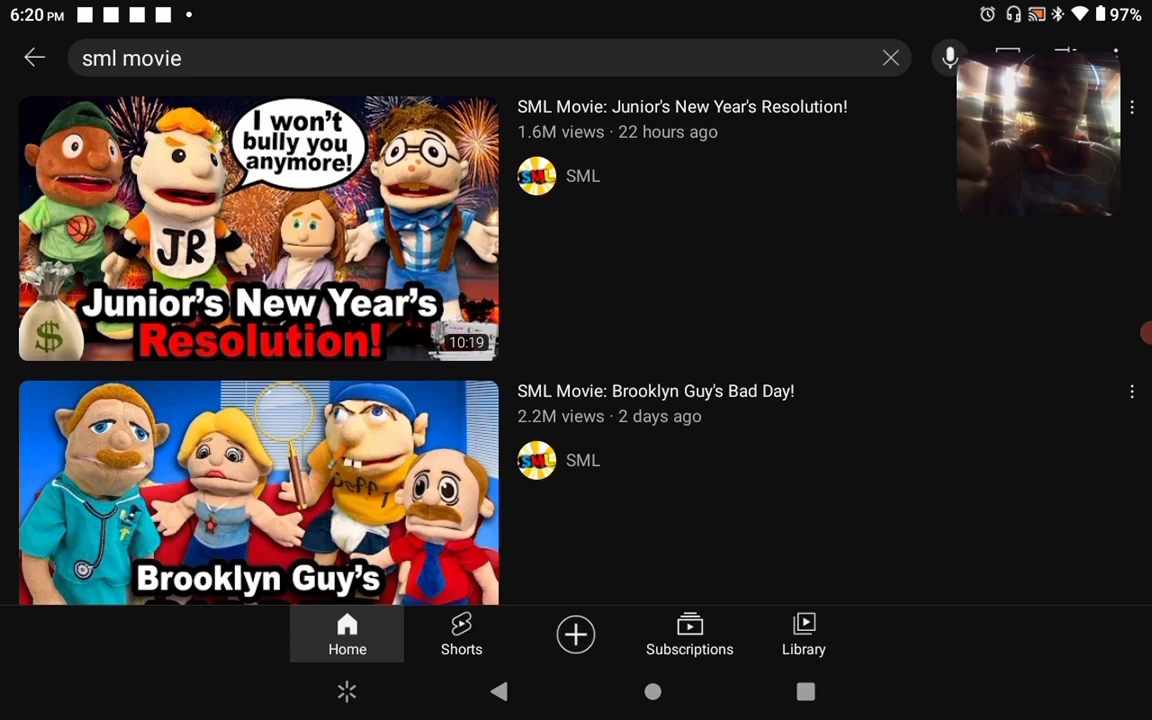 6:20 PM
97%
sml movie
I won't
bully you
anymore!
JR
$
Junior's New Year's
Resolution!
10:19
SML Movie: Junior's New Year's Resolution!
1.6M views · 22 hours ago
SML
SML
Brooklyn Guy's
SML Movie: Brooklyn Guy's Bad Day!
2.2M views · 2 days ago
SML
SML
Home
Shorts
Subscriptions
Library